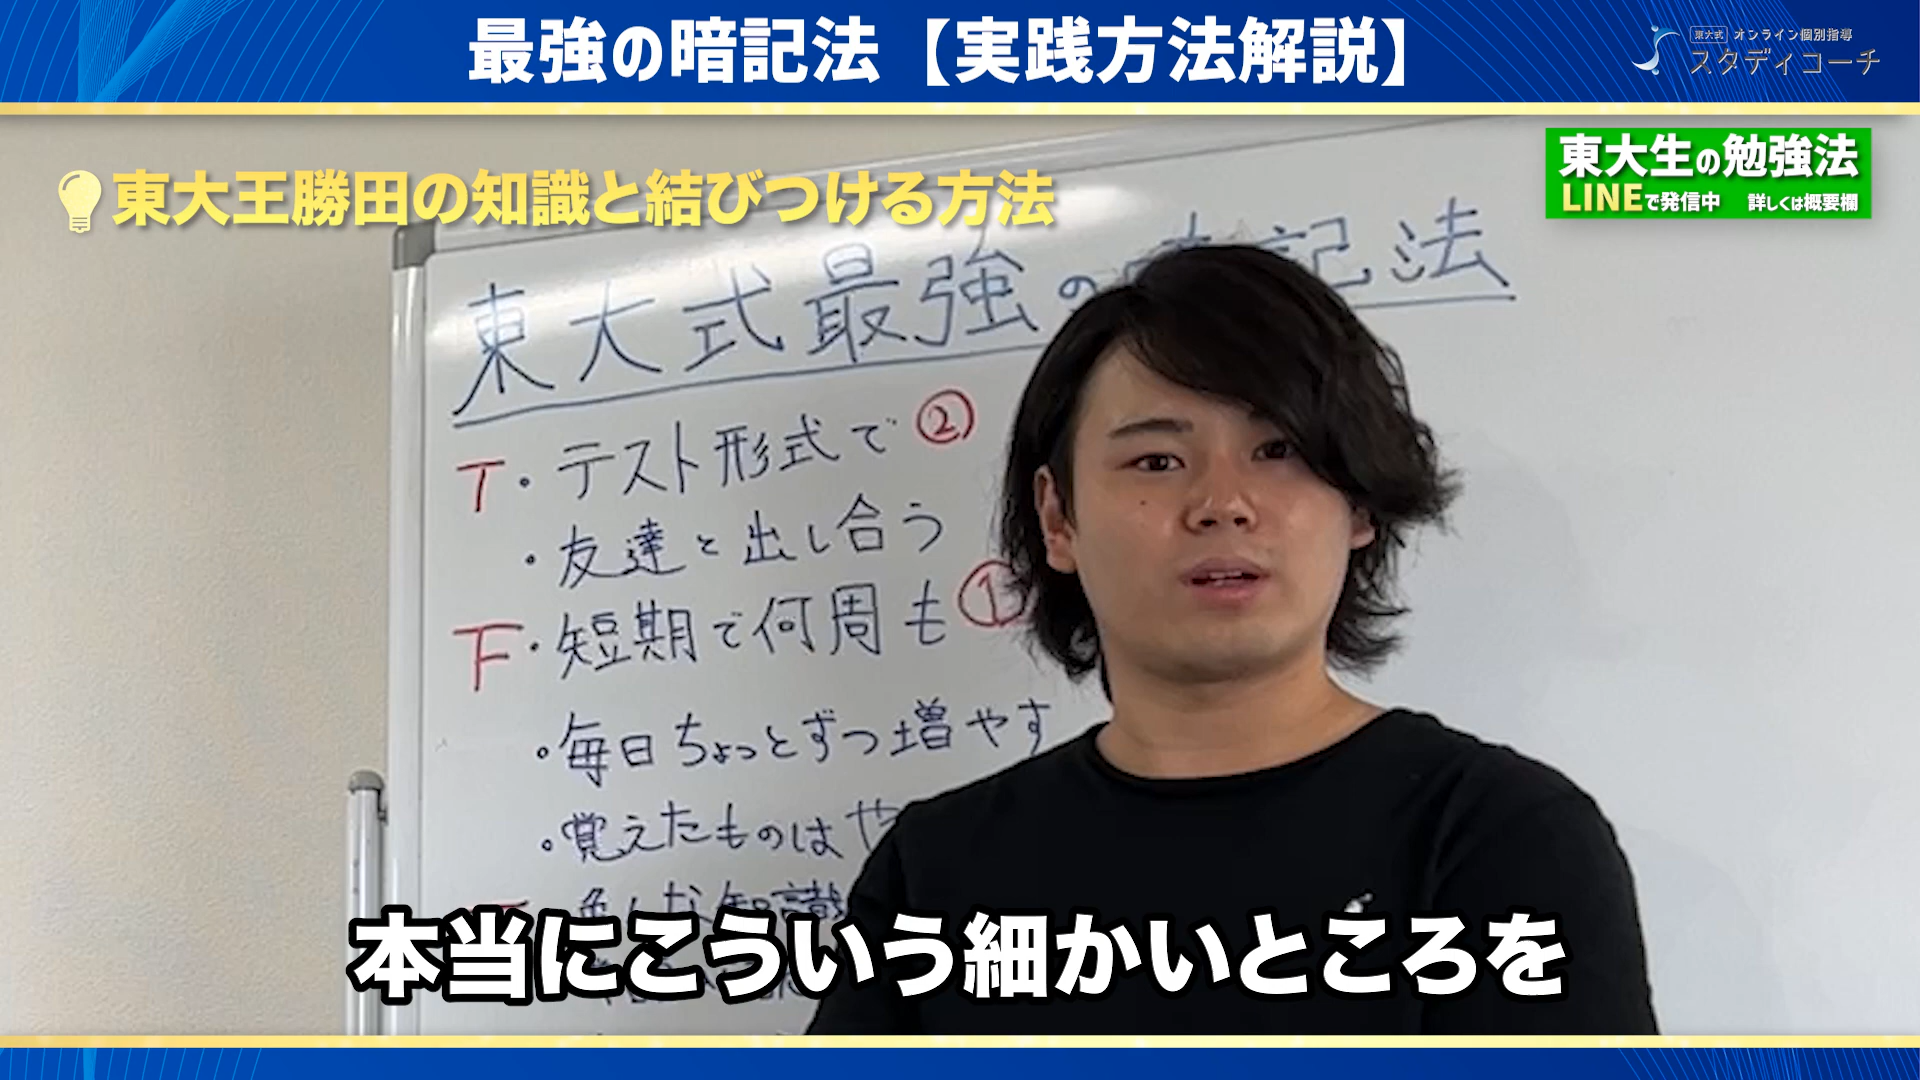 最強の暗記法【実践方法解説】
東大式 オンライン個別指導
スタディコーチ
東大生の勉強法
LINEで発信中 詳しくは概要欄
東大王勝田の知識と結びつける方法
東大式最強の暗記法
T・テスト形式で②
・友達と出し合う
F・短期で何周も①
・毎日ちょっとずつ増やす
・覚えたものはや
知識
本当にこういう細かいところを